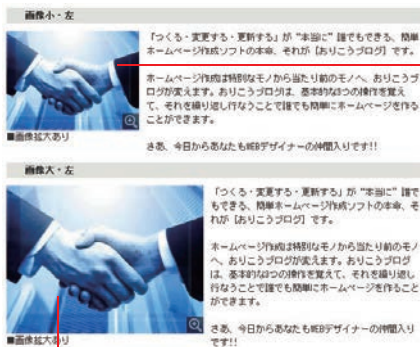 画像小・左
「つくる・変更する・更新する」が “本当に” 誰でもできる、簡単
ホームページ作成ソフトの本命、それが【おりこうブログ】です。
ホームページ作成は特別なモノから当たり前のモノへ、おりこうブ
ログが変えます。おりこうブログは、基本的な3つの操作を覚え
て、それを繰り返し行なうことで誰でも簡単にホームページを作る
ことができます。
さあ、今日からあなたもWEBデザイナーの仲間入りです!!
■画像拡大あり
画像大・左
「つくる・変更する・更新する」が “本当に” 誰で
もできる、簡単ホームページ作成ソフトの本命、そ
れが【おりこうブログ】です。
ホームページ作成は特別なモノから当たり前のモノ
へ、おりこうブログが変えます。おりこうブログ
は、基本的な3つの操作を覚えて、それを繰り返し
行なうことで誰でも簡単にホームページを作ること
ができます。
さあ、今日からあなたもWEBデザイナーの仲間入り
です!!
■画像拡大あり